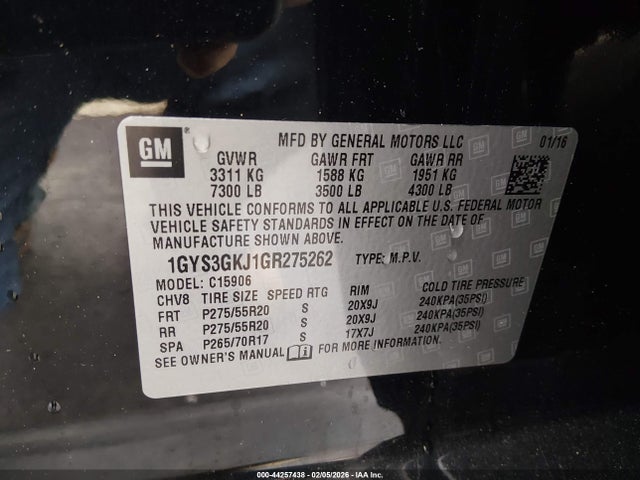 GM
MFD BY GENERAL MOTORS LLC 01/16
GVWR GAWR FRT GAWR RR
3311 KG 1588 KG 1951 KG
7300 LB 3500 LB 4300 LB
THIS VEHICLE CONFORMS TO ALL APPLICABLE U.S. FEDERAL MOTOR
VEHICLE SAFETY STANDARDS IN EFFECT ON THE DATE OF
MANUFACTURE SHOWN ABOVE.
1GYS3GKJ1GR275262 TYPE: M.P.V.
MODEL: C15906
CHV8 TIRE SIZE SPEED RTG RIM COLD TIRE PRESSURE
FRT P275/55R20 S 20X9J 240KPA(35PSI)
RR P275/55R20 S 20X9J 240KPA(35PSI)
SPA P265/70R17 S 17X7J 240KPA(35PSI)
SEE OWNER'S MANUAL FOR MORE INFORMATION.
000-44257438 - 02/05/2026 - IAA Inc.